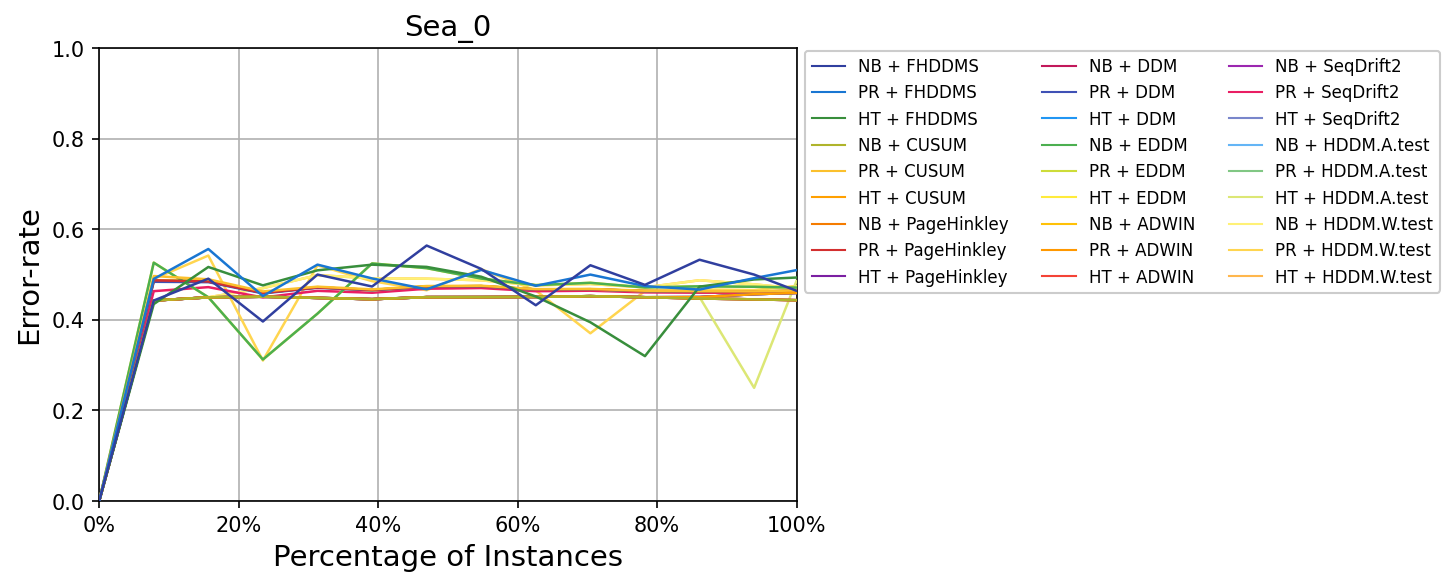 Sea_0
1.0
0.8
0.6
0.4
0.2
0.0
Error-rate
0%
20%
40%
60%
80%
100%
Percentage of Instances
NB + FHDDMS
PR + FHDDMS
HT + FHDDMS
NB + CUSUM
PR + CUSUM
HT + CUSUM
NB + PageHinkley
PR + PageHinkley
HT + PageHinkley
NB + DDM
PR + DDM
HT + DDM
NB + EDDM
PR + EDDM
HT + EDDM
NB + ADWIN
PR + ADWIN
HT + ADWIN
NB + SeqDrift2
PR + SeqDrift2
HT + SeqDrift2
NB + HDDM.A.test
PR + HDDM.A.test
HT + HDDM.A.test
NB + HDDM.W.test
PR + HDDM.W.test
HT + HDDM.W.test